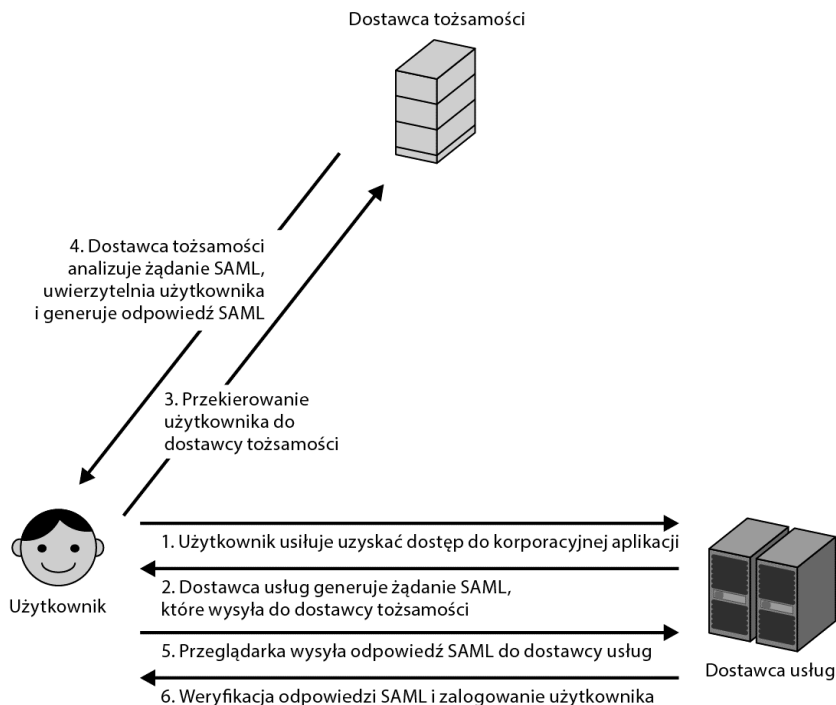 Dostawca tożsamości
4. Dostawca tożsamości
analizuje żądanie SAML,
uwierzytelnia użytkownika
i generuje odpowiedź SAML
3. Przekierowanie
użytkownika do
dostawcy tożsamości
1. Użytkownik usiłuje uzyskać dostęp do korporacyjnej aplikacji
2. Dostawca usług generuje żądanie SAML,
które wysyła do dostawcy tożsamości
Użytkownik
5. Przeglądarka wysyła odpowiedź SAML do dostawcy usług
Dostawca usług
6. Weryfikacja odpowiedzi SAML i zalogowanie użytkownika